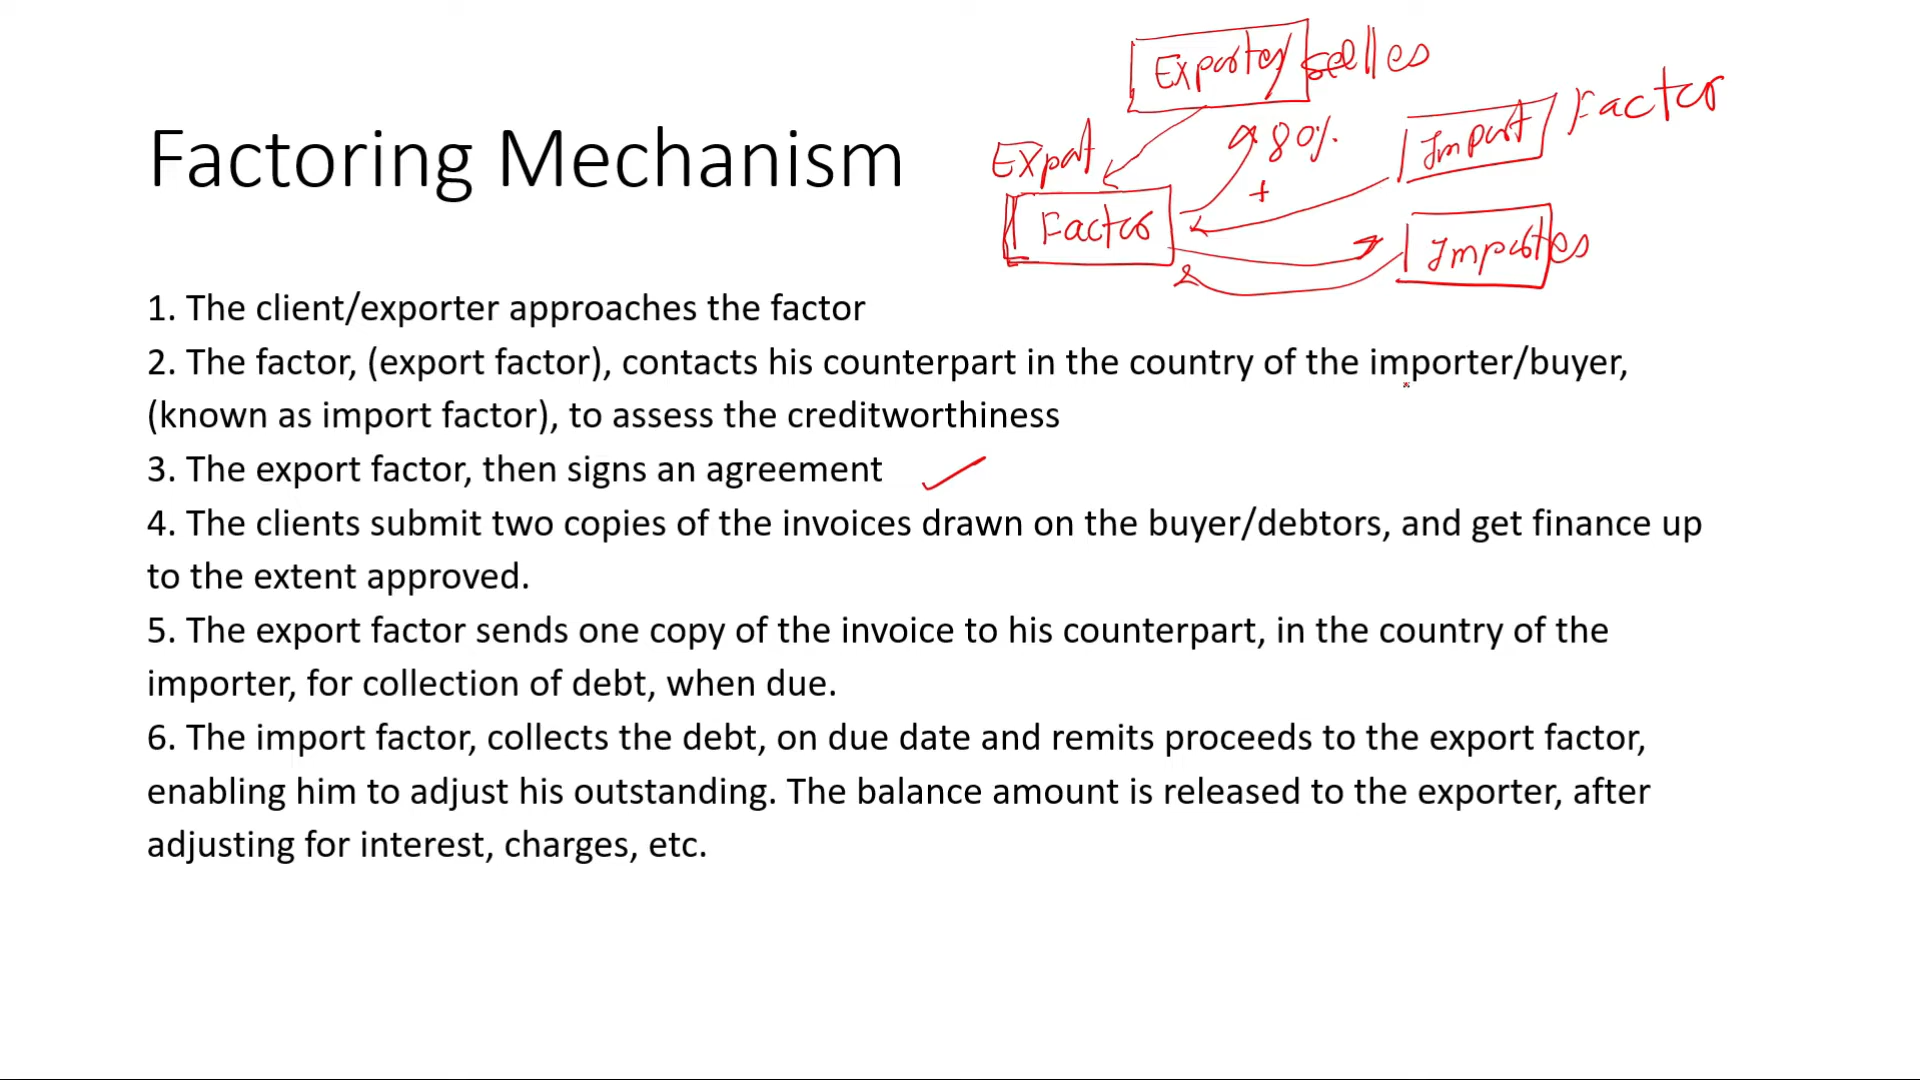 Exporter seller
Factoring Mechanism
Export
80%
Import Factor
+
Factor
Importer
1. The client/exporter approaches the factor
2. The factor, (export factor), contacts his counterpart in the country of the importer/buyer,
(known as import factor), to assess the creditworthiness
3. The export factor, then signs an agreement
4. The clients submit two copies of the invoices drawn on the buyer/debtors, and get finance up
to the extent approved.
5. The export factor sends one copy of the invoice to his counterpart, in the country of the
importer, for collection of debt, when due.
6. The import factor, collects the debt, on due date and remits proceeds to the export factor,
enabling him to adjust his outstanding. The balance amount is released to the exporter, after
adjusting for interest, charges, etc.